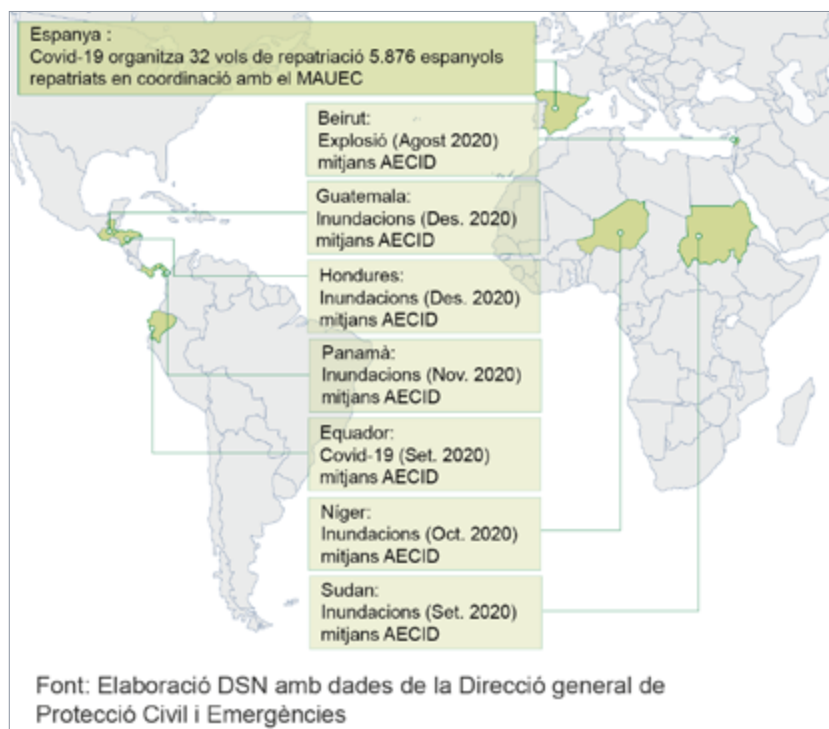 Espanya :
Covid-19 organitza 32 vols de repatriació 5.876 espanyols
repatriats en coordinació amb el MAUEC
Beirut:
Explosió (Agost 2020)
mitjans AECID
Guatemala:
Inundacions (Des. 2020)
mitjans AECID
Hondures:
Inundacions (Des. 2020)
mitjans AECID
Panamà:
Inundacions (Nov. 2020)
mitjans AECID
Equador:
Covid-19 (Set. 2020)
mitjans AECID
Níger:
Inundacions (Oct. 2020)
mitjans AECID
Sudan:
Inundacions (Set. 2020)
mitjans AECID
Font: Elaboració DSN amb dades de la Direcció general de
Protecció Civil i Emergències